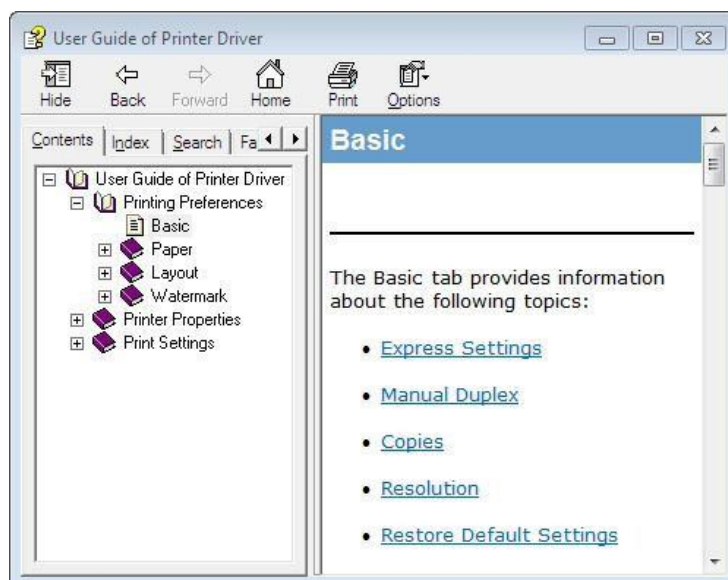 User Guide of Printer Driver
Hide Back Forward Home Print Options
Contents Index Search Fa
User Guide of Printer Driver
Printing Preferences
Basic
Paper
Layout
Watermark
Printer Properties
Print Settings
Basic
The Basic tab provides information
about the following topics:
• Express Settings
• Manual Duplex
• Copies
• Resolution
• Restore Default Settings